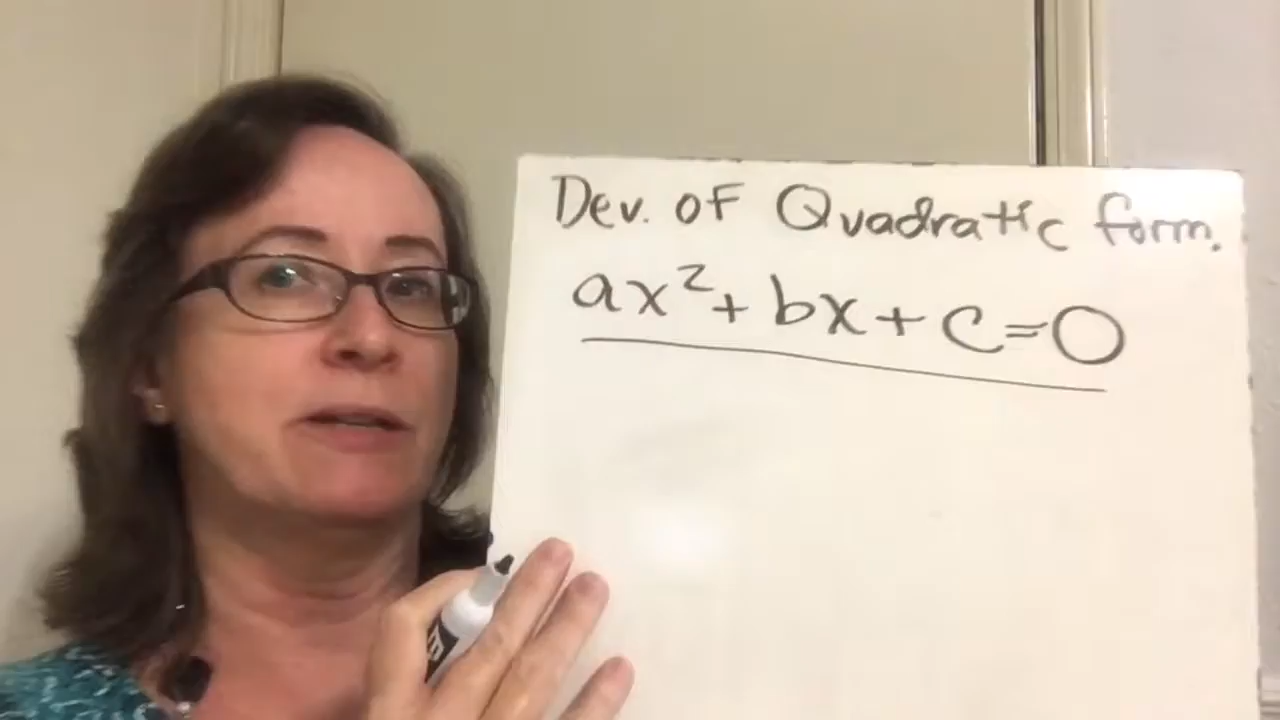 Dev. of Quadratic form.
ax²+ bx + c=0